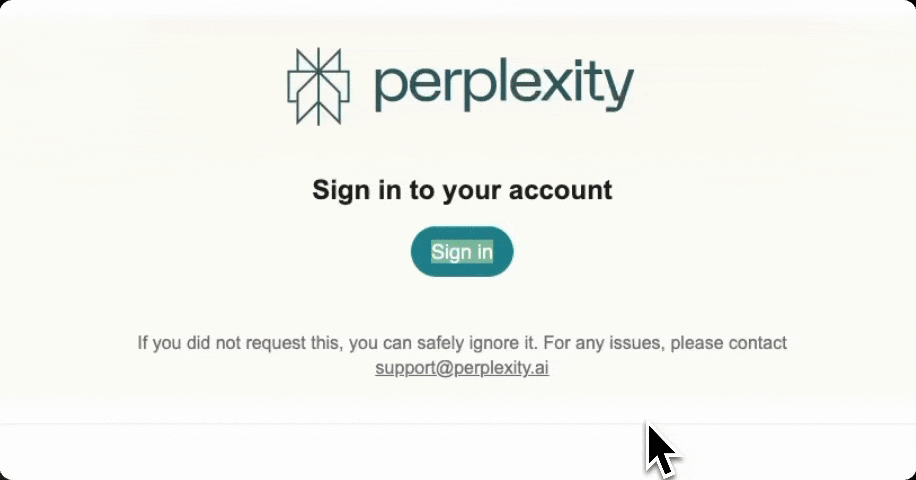 perplexity
Sign in to your account
Sign in
If you did not request this, you can safely ignore it. For any issues, please contact
support@perplexity.ai